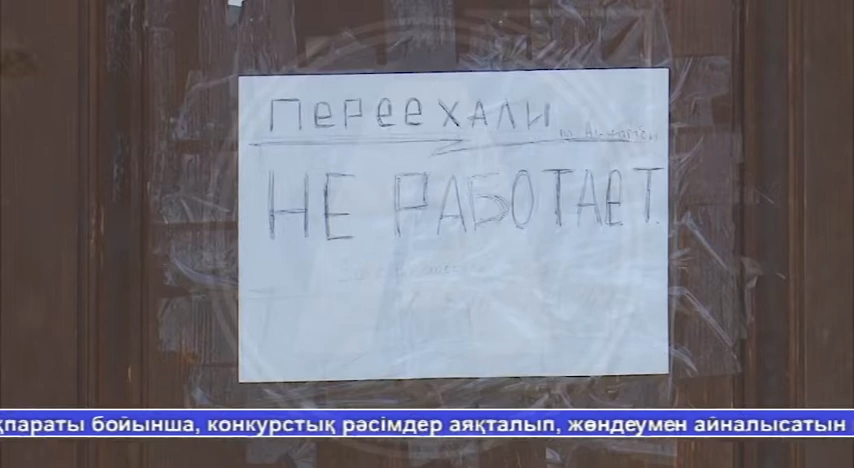 ПЕРЕЕХАЛИ
НЕ РАБОТАЕТ.
қпараты бойынша, конкурстық рәсімдер аяқталып, жөндеумен айналысатын